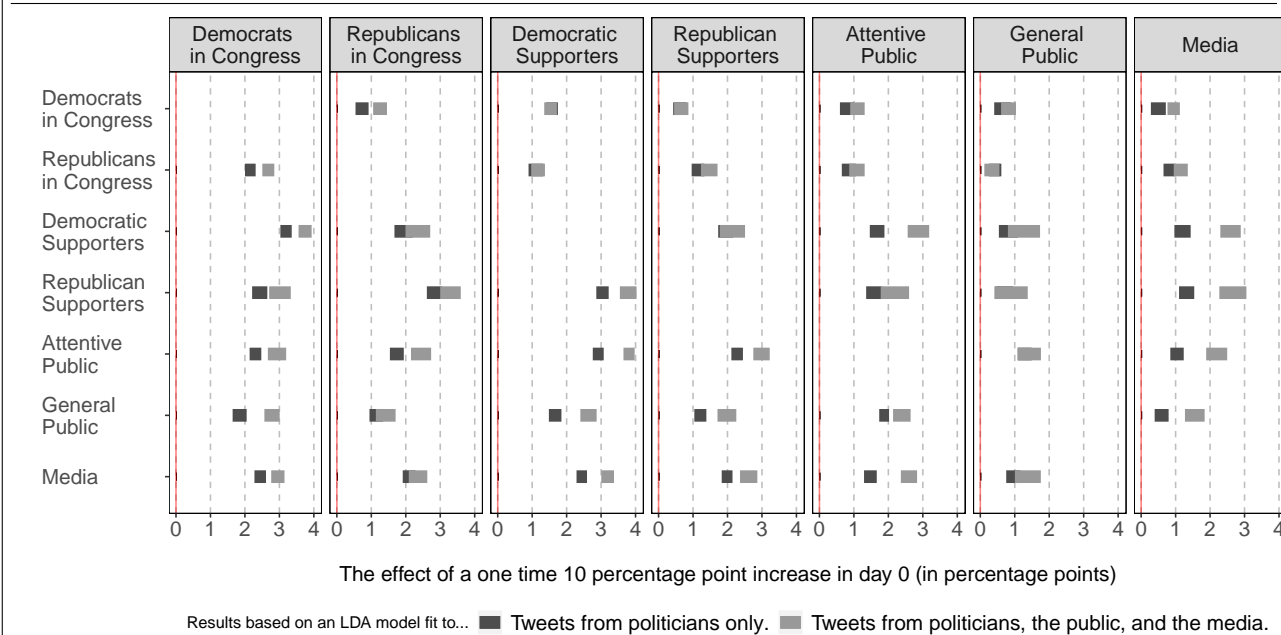 Democrats
in Congress
Republicans
in Congress
Democratic
Supporters
Republican
Supporters
Attentive
Public
General
Public
Media
Democrats
in Congress
Republicans
in Congress
Democratic
Supporters
Republican
Supporters
Attentive
Public
General
Public
Media
0 1 2 3 4 0 1 2 3 4 0 1 2 3 4 0 1 2 3 4 0 1 2 3 4 0 1 2 3 4 0 1 2 3 4
The effect of a one time 10 percentage point increase in day 0 (in percentage points)
Results based on an LDA model fit to... Tweets from politicians only. Tweets from politicians, the public, and the media.